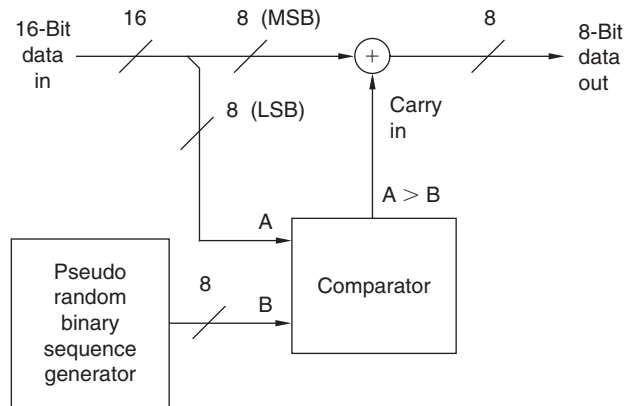 16-Bit
data
in
16
8 (MSB)
+
8
8-Bit
data
out
8 (LSB)
Carry
in
A > B
A
Comparator
Pseudo
random
binary
sequence
generator
8
B